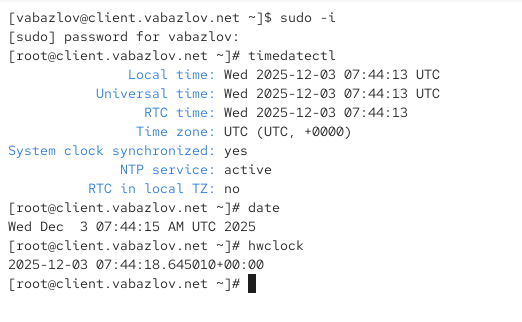 [vabazlov@client.vabazlov.net ~]$ sudo -i
[sudo] password for vabazlov:
[root@client.vabazlov.net ~]# timedatectl
               Local time: Wed 2025-12-03 07:44:13 UTC
           Universal time: Wed 2025-12-03 07:44:13 UTC
                 RTC time: Wed 2025-12-03 07:44:13
                Time zone: UTC (UTC, +0000)
System clock synchronized: yes
              NTP service: active
          RTC in local TZ: no
[root@client.vabazlov.net ~]# date
Wed Dec  3 07:44:15 AM UTC 2025
[root@client.vabazlov.net ~]# hwclock
2025-12-03 07:44:18.645010+00:00
[root@client.vabazlov.net ~]#